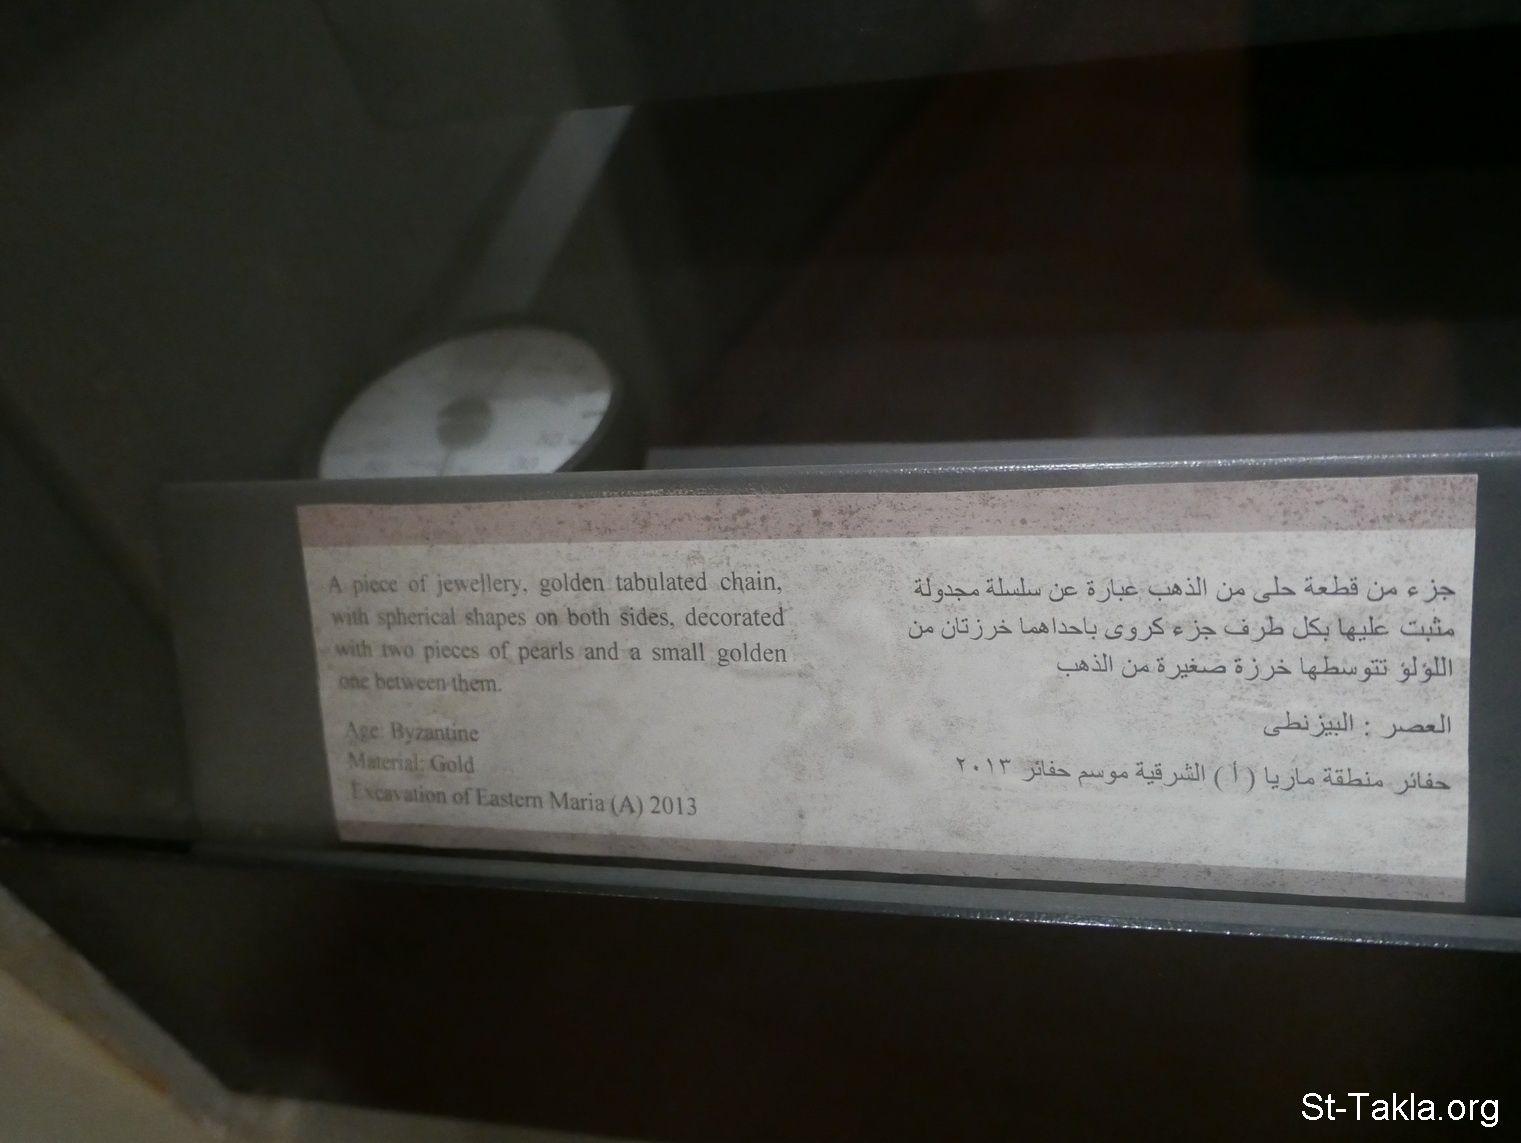 A piece of jewellery, golden tabulated chain,
with spherical shapes on both sides, decorated
with two pieces of pearls and a small golden
one between them.
Age: Byzantine
Material: Gold
Excavation of Eastern Maria (A) 2013
جزء من قطعة حلى من الذهب عبارة عن سلسلة مجدولة
مثبت عليها بكل طرف جزء كروى باحداهما خرزتان من
اللؤلؤ تتوسطها خرزة صغيرة من الذهب
العصر : البيزنطى
حفائر منطقة ماريا ( أ ) الشرقية موسم حفائر ٢٠١٣
St-Takla.org